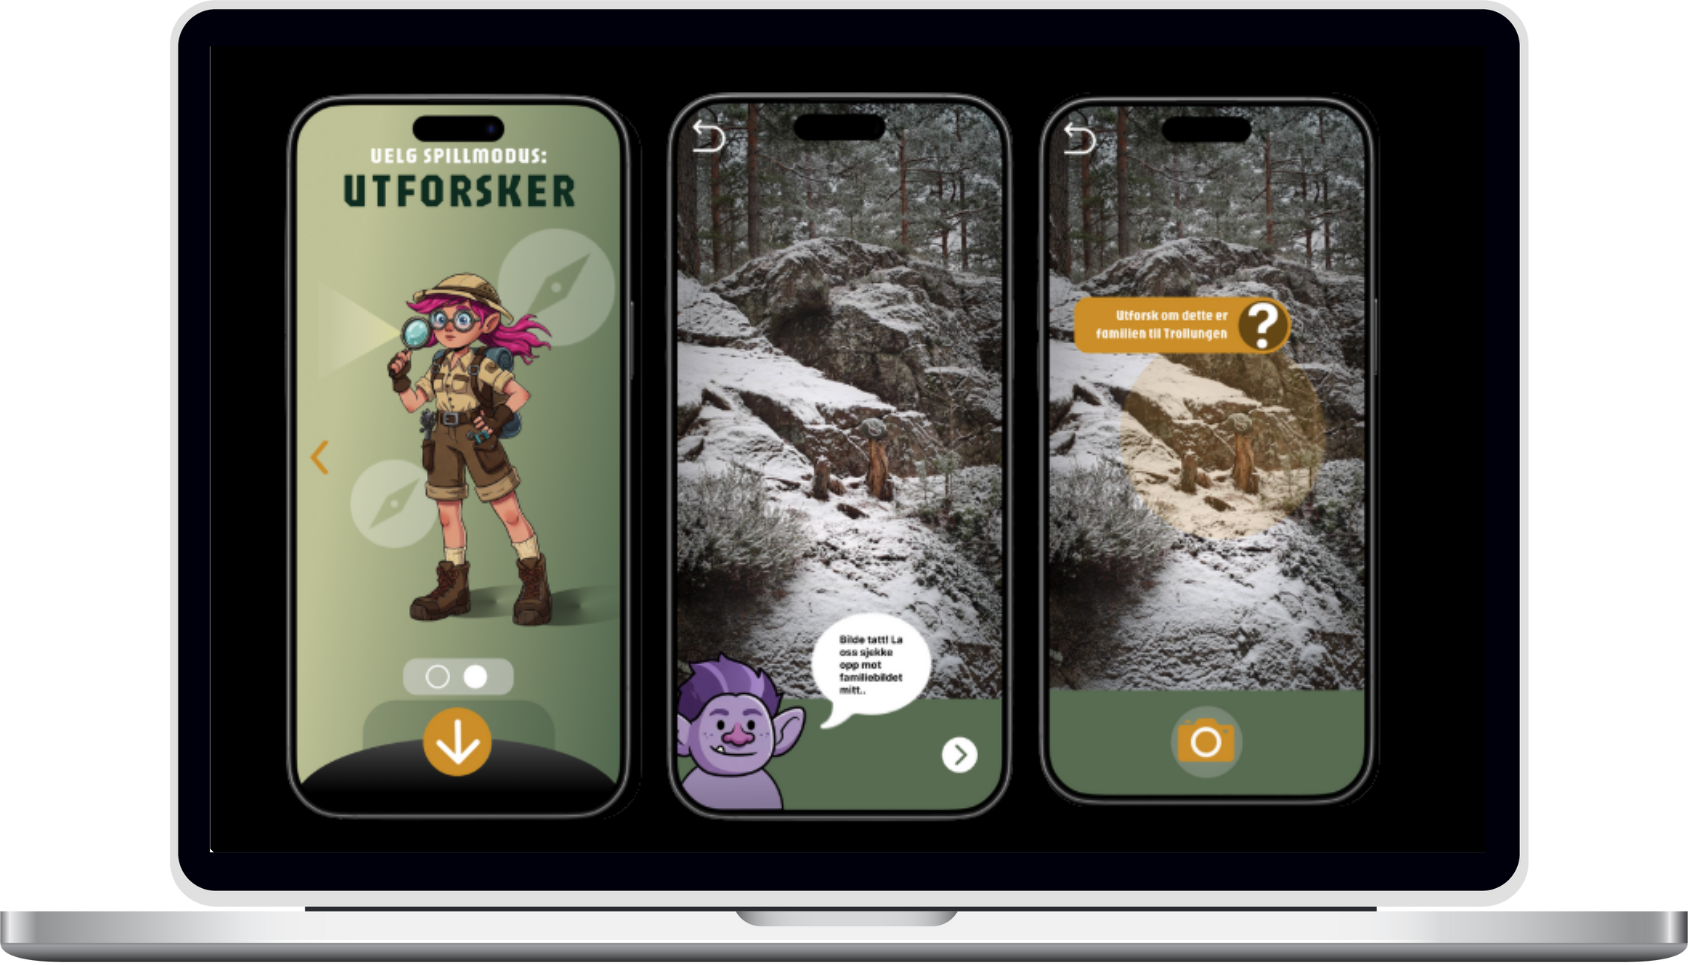 VELG SPILLMODUS:
UTFORSKER
Bilde tatt! La
oss sjekke
opp mot
familiebildet
mitt..
Utforsk om dette er
familien til Trollungen
?